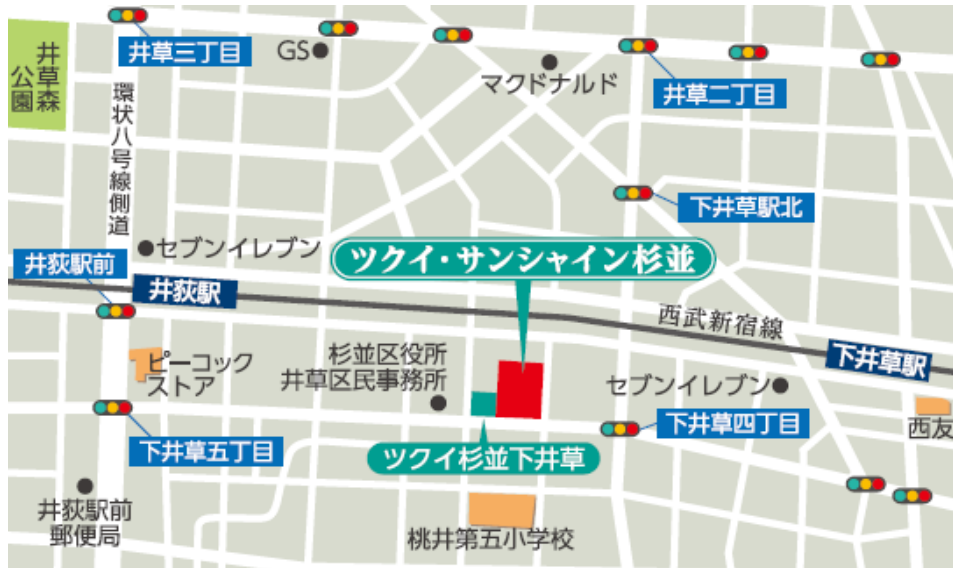 井草三丁目
GS
マクドナルド
井草二丁目
井草森
公園
環状八号線側道
下井草駅北
セブンイレブン
ツクイ・サンシャイン杉並
井荻駅前
井荻駅
西武新宿線
下井草駅
ピーコック
ストア
杉並区役所
井草区民事務所
セブンイレブン
西友
下井草五丁目
ツクイ杉並下井草
下井草四丁目
井荻駅前
郵便局
桃井第五小学校